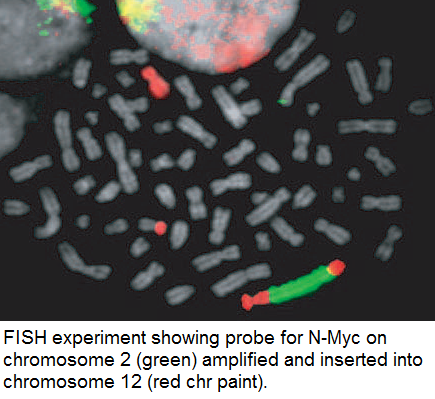 FISH experiment showing probe for N-Myc on
chromosome 2 (green) amplified and inserted into
chromosome 12 (red chr paint).